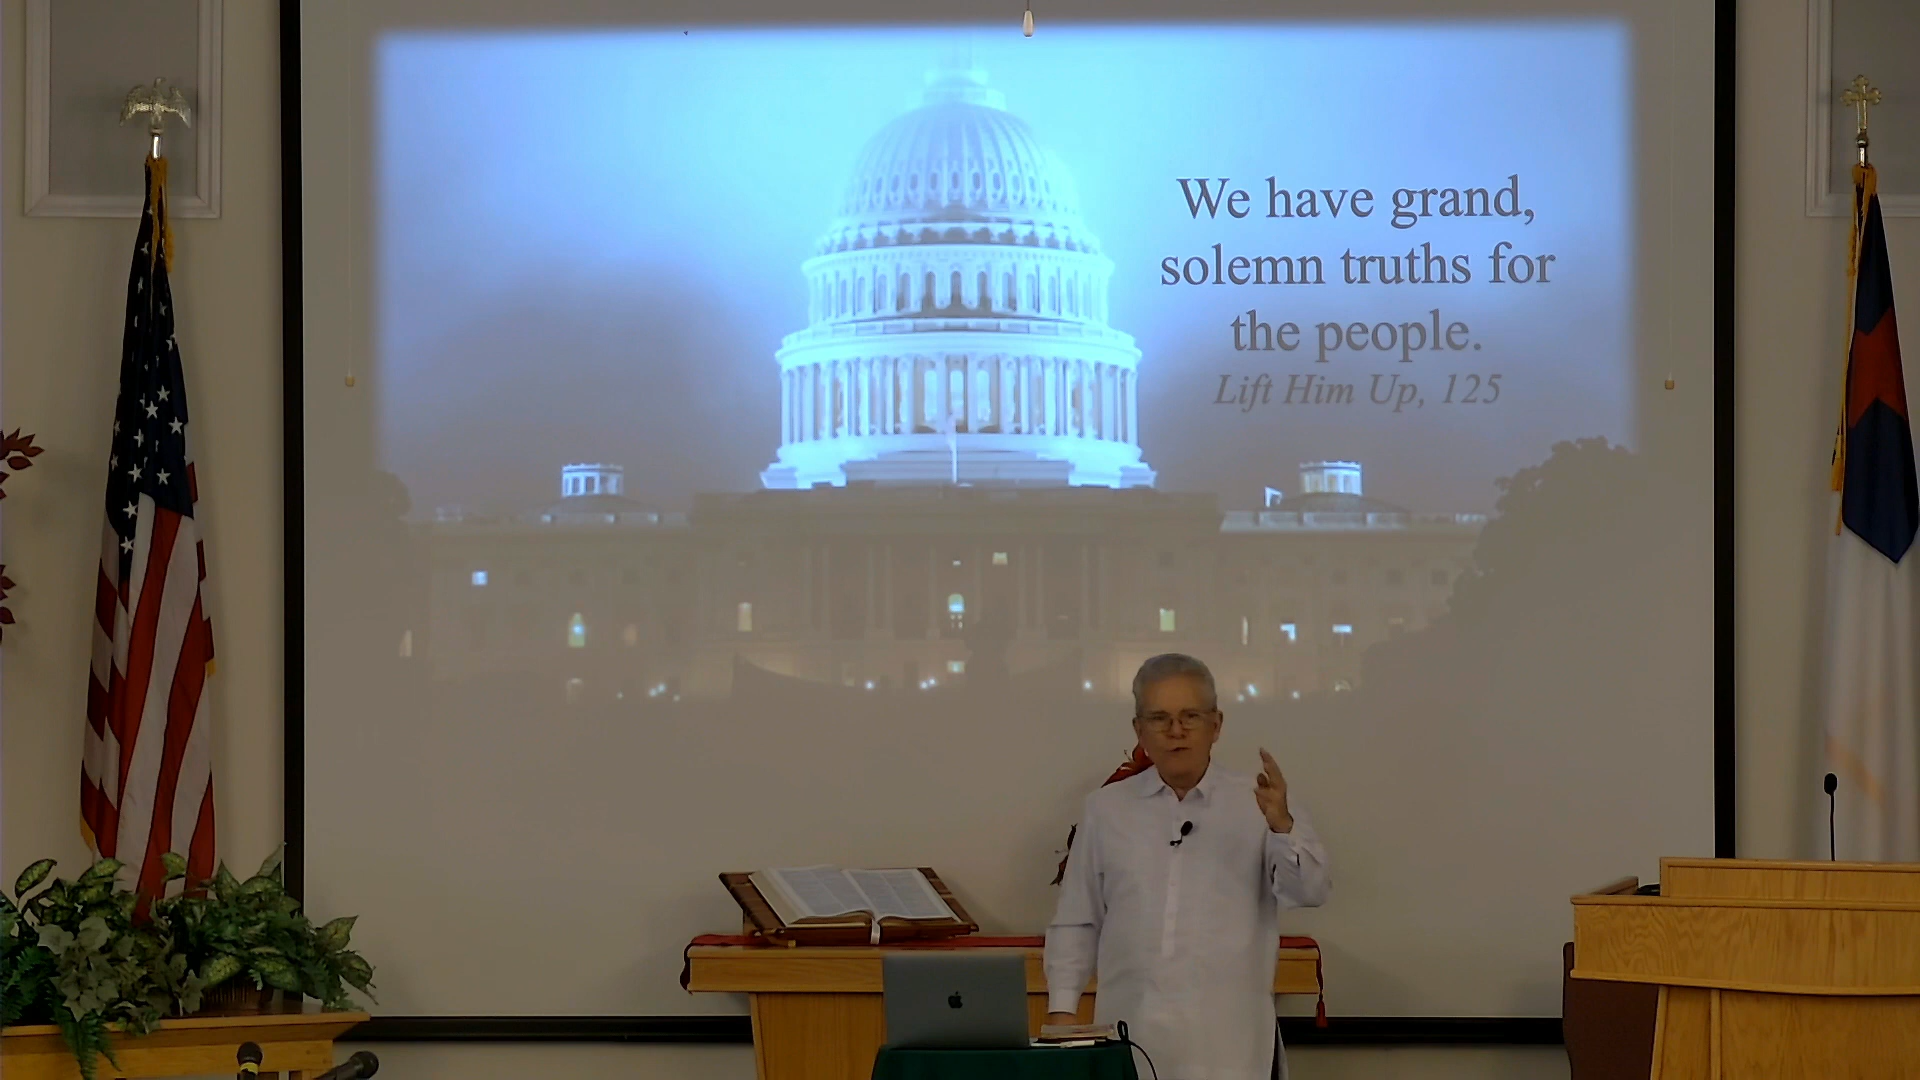 We have grand,
solemn truths for
the people.
Lift Him Up, 125